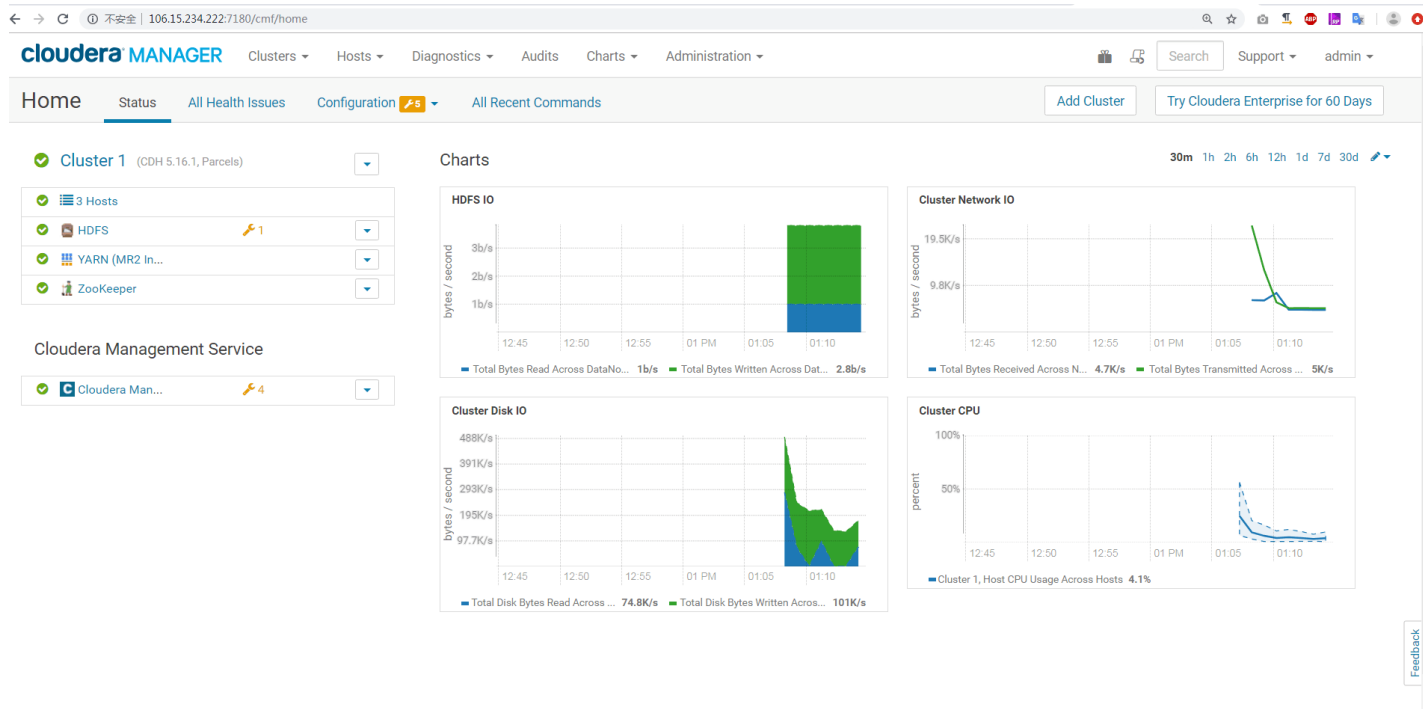 不安全 | 106.15.234.222:7180/cmf/home
cloudera MANAGER Clusters Hosts Diagnostics Audits Charts Administration Search Support admin
Home Status All Health Issues Configuration 5 All Recent Commands Add Cluster Try Cloudera Enterprise for 60 Days
Cluster 1 (CDH 5.16.1, Parcels)
3 Hosts
HDFS 1
YARN (MR2 In...
ZooKeeper
Cloudera Management Service
C Cloudera Man... 4
Charts 30m 1h 2h 6h 12h 1d 7d 30d
HDFS IO
bytes / second
3b/s
2b/s
1b/s
12:45 12:50 12:55 01 PM 01:05 01:10
Total Bytes Read Across DataNo... 1b/s Total Bytes Written Across Dat... 2.8b/s
Cluster Network IO
bytes / second
19.5K/s
9.8K/s
12:45 12:50 12:55 01 PM 01:05 01:10
Total Bytes Received Across N... 4.7K/s Total Bytes Transmitted Across ... 5K/s
Cluster Disk IO
bytes / second
488K/s
391K/s
293K/s
195K/s
97.7K/s
12:45 12:50 12:55 01 PM 01:05 01:10
Total Disk Bytes Read Across ... 74.8K/s Total Disk Bytes Written Acros... 101K/s
Cluster CPU
percent
100%
50%
12:45 12:50 12:55 01 PM 01:05 01:10
Cluster 1, Host CPU Usage Across Hosts 4.1%
Feedback